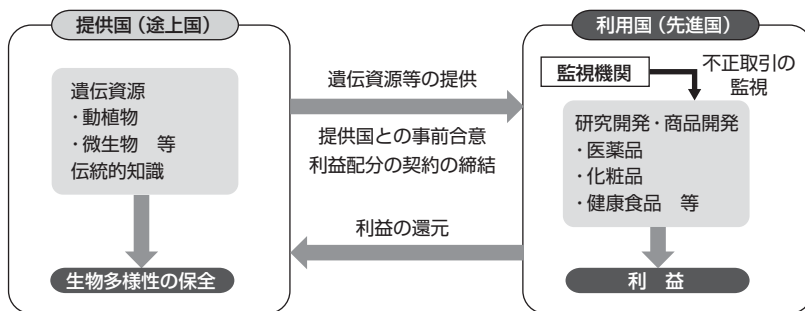 提供国（途上国）
遺伝資源
・動植物
・微生物　等
伝統的知識
生物多様性の保全
遺伝資源等の提供
提供国との事前合意
利益配分の契約の締結
利益の還元
利用国（先進国）
監視機関
不正取引の
監視
研究開発・商品開発
・医薬品
・化粧品
・健康食品　等
利　益